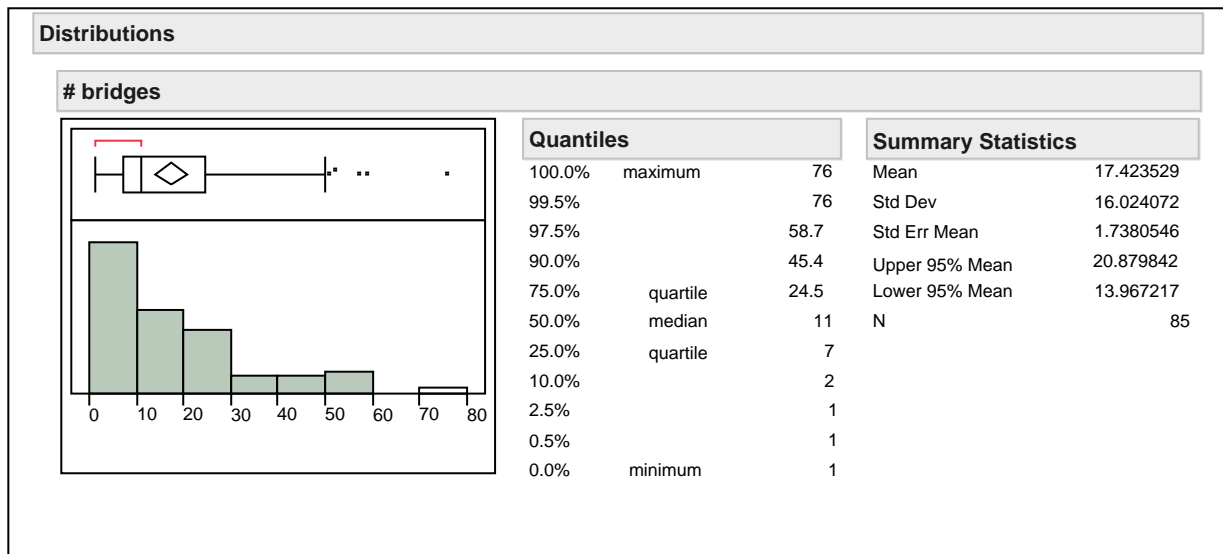 Distributions
# bridges
0 10 20 30 40 50 60 70 80
Quantiles
100.0% maximum 76
99.5% 76
97.5% 58.7
90.0% 45.4
75.0% quartile 24.5
50.0% median 11
25.0% quartile 7
10.0% 2
2.5% 1
0.5% 1
0.0% minimum 1
Summary Statistics
Mean 17.423529
Std Dev 16.024072
Std Err Mean 1.7380546
Upper 95% Mean 20.879842
Lower 95% Mean 13.967217
N 85